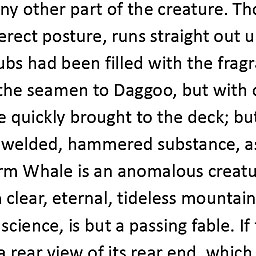 ny other part of the creature. Tho
erect posture, runs straight out u
ubs had been filled with the fragra
the seamen to Daggoo, but with
e quickly brought to the deck; but
welded, hammered substance, as
rm Whale is an anomalous creatu
clear, eternal, tideless mountain
science, is but a passing fable. If
a rear view of its rear end, which